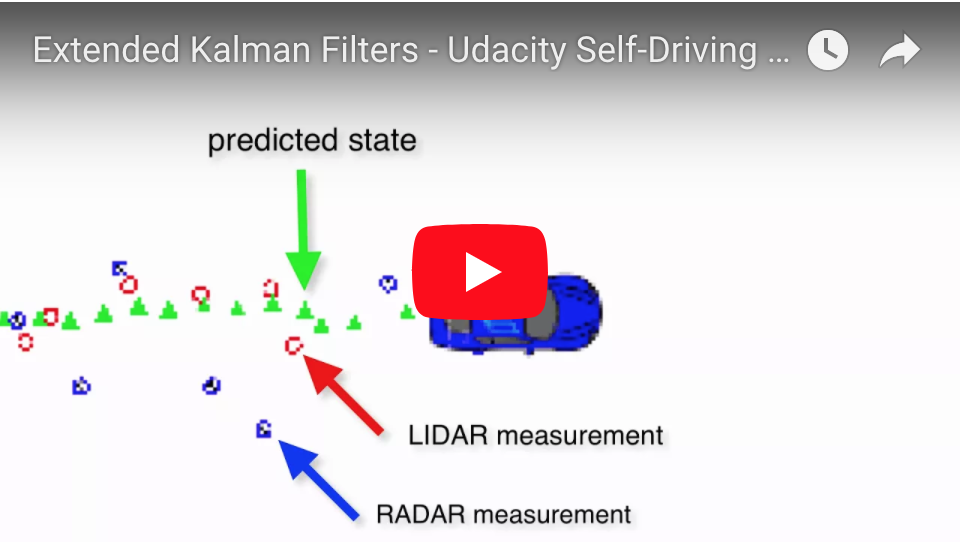 Extended Kalman Filters - Udacity Self-Driving ...
predicted state
LIDAR measurement
RADAR measurement